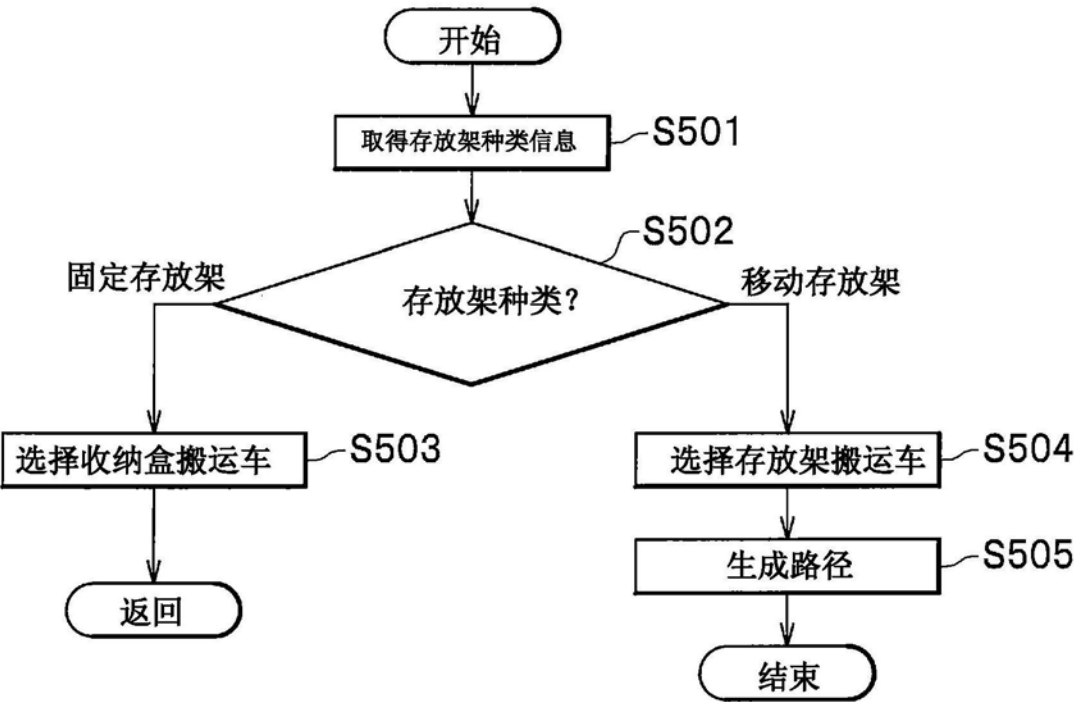 开始
取得存放架种类信息
S501
S502
固定存放架
存放架种类?
移动存放架
选择收纳盒搬运车
S503
选择存放架搬运车
S504
生成路径
S505
返回
结束